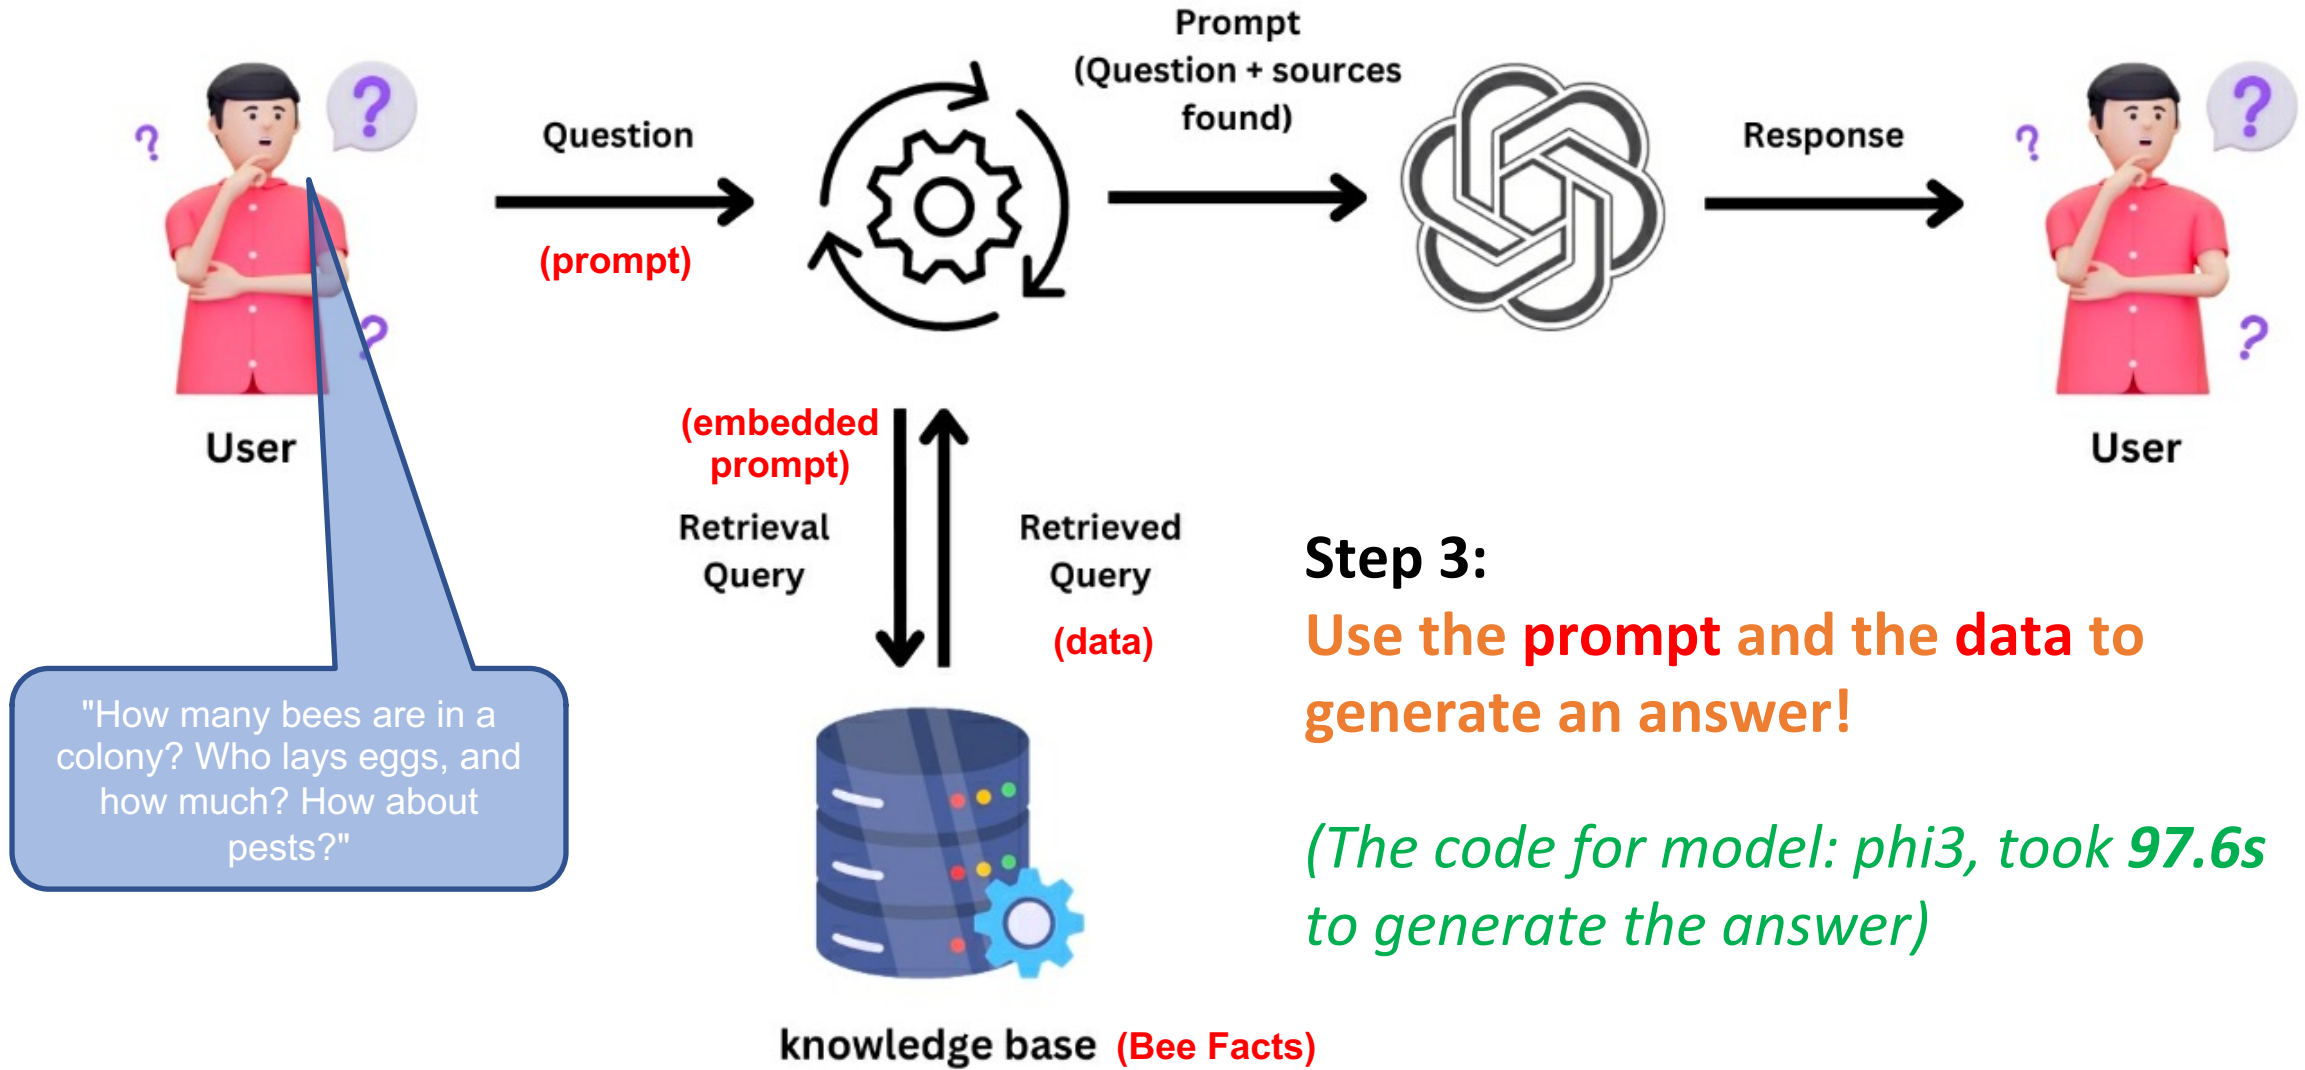 Prompt
(Question + sources
found)
Question
(prompt)
Response
User
User
(embedded
prompt)
Retrieval
Query
Retrieved
Query
(data)
"How many bees are in a
colony? Who lays eggs, and
how much? How about
pests?"
Step 3:
Use the prompt and the data to
generate an answer!
(The code for model: phi3, took 97.6s
to generate the answer)
knowledge base (Bee Facts)